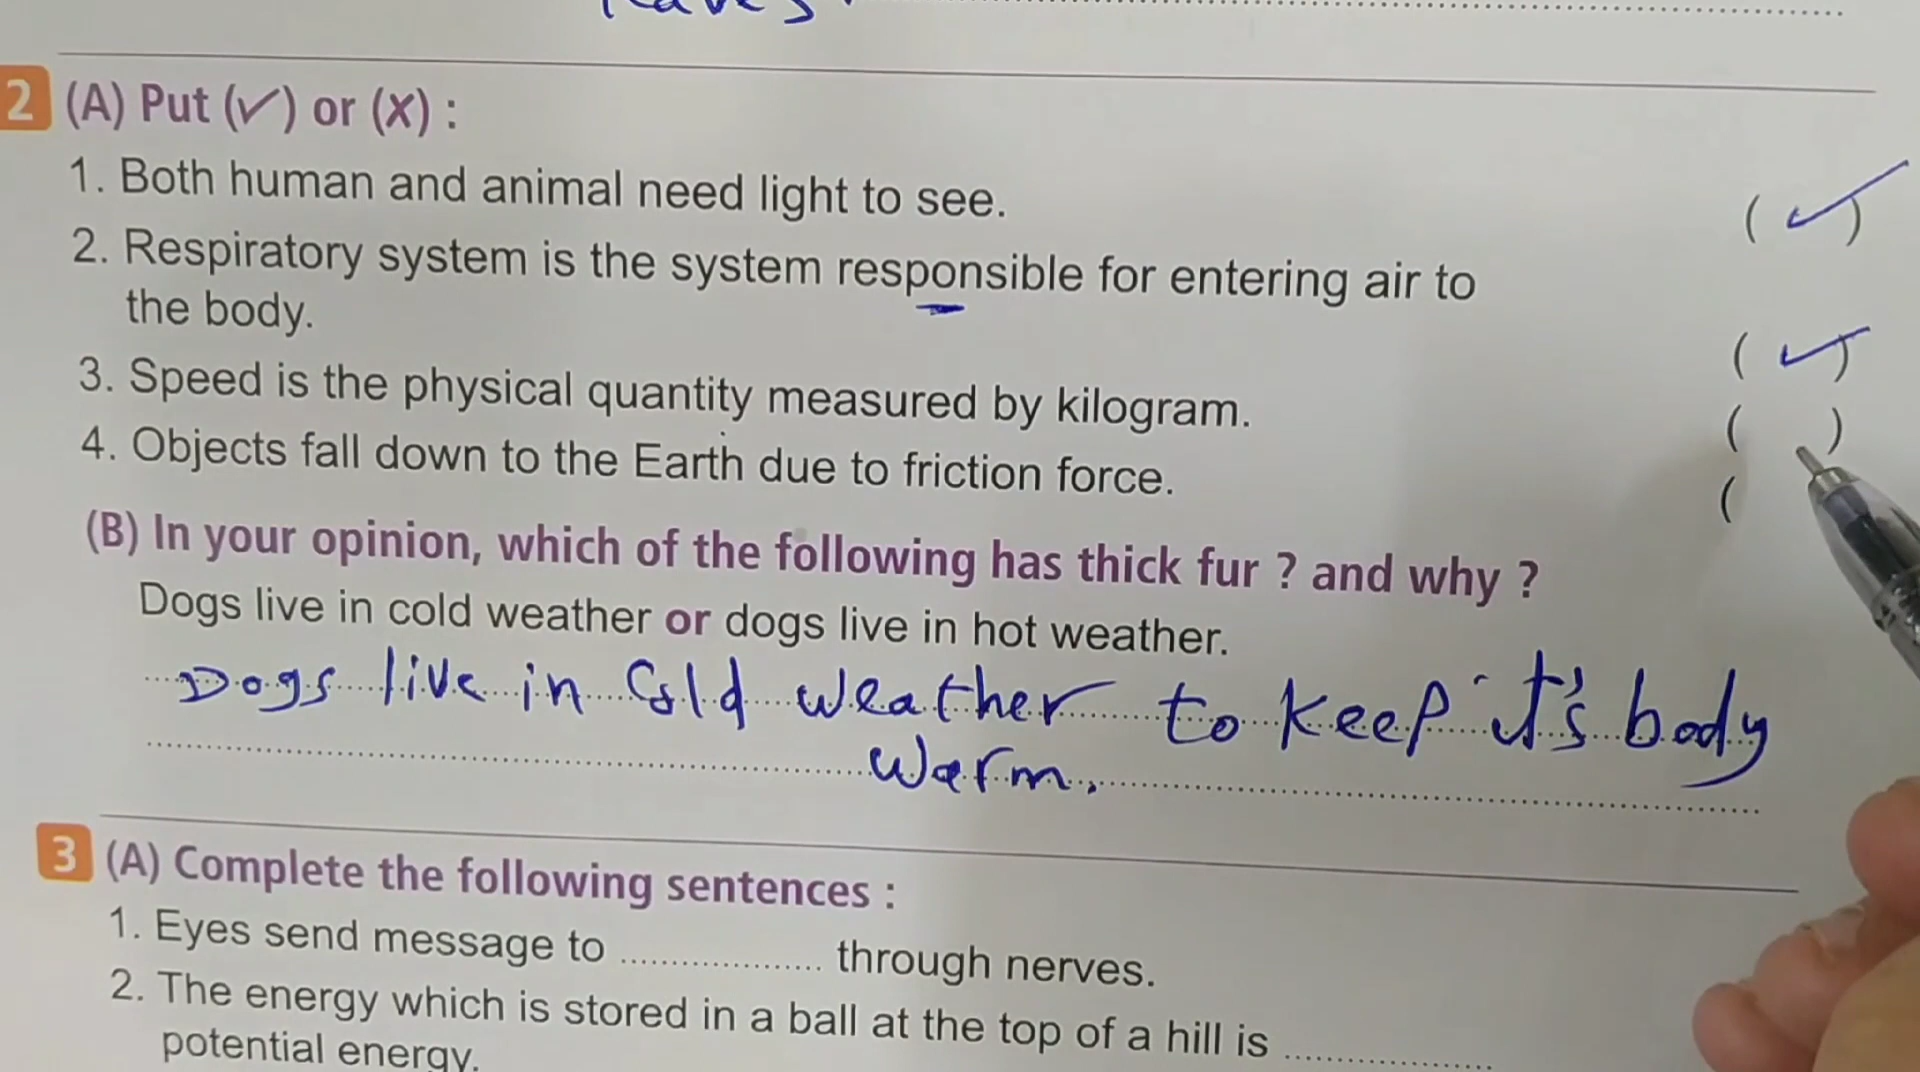 2 (A) Put (✓) or (x) :
1. Both human and animal need light to see. (✓)
2. Respiratory system is the system responsible for entering air to
the body. (✓)
3. Speed is the physical quantity measured by kilogram. ( )
4. Objects fall down to the Earth due to friction force. (
(B) In your opinion, which of the following has thick fur ? and why ?
Dogs live in cold weather or dogs live in hot weather.
Dogs live in Cold weather to keep it's body
warm.
3 (A) Complete the following sentences :
1. Eyes send message to .................... through nerves.
2. The energy which is stored in a ball at the top of a hill is ....................
potential energy.